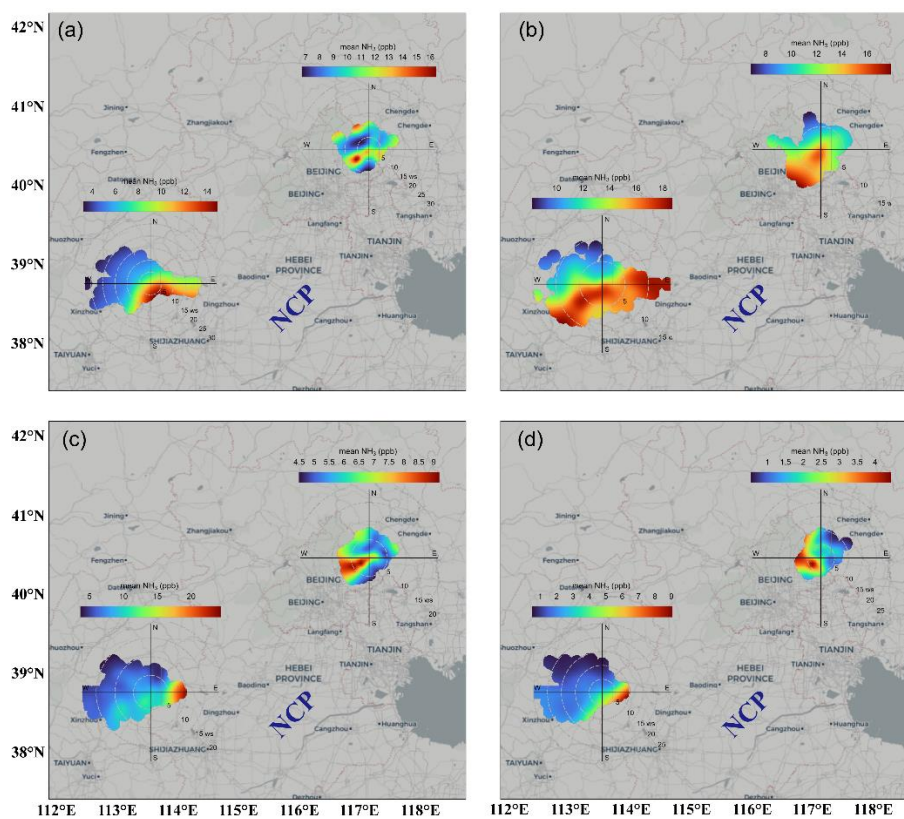 42°N
41°N
40°N
39°N
38°N
(a)
mean NH₃ (ppb)
7 8 9 10 11 12 13 14 15 16
N
W
E
S
5
10
15 ws
20
25
30
Jining
Zhangjiakou
Chengde
Chengde
Fengzhen
BEIJING
BEIJING
Langfang
Tangshan
TIANJIN
TIANJIN
mean NH₃ (ppb)
4 6 8 10 12 14
N
W
E
10
15 ws
20
25
30
HEBEI
PROVINCE
Baoding
Dingzhou
Xinzhou
SHIJIAZHUANG
Cangzhou
Huanghua
TAIYUAN
Yuci
Dezhou
NCP
(b)
mean NH₃ (ppb)
8 10 12 14 16
N
W
E
S
5
10
Jining
Zhangjiakou
Chengde
Chengde
Fengzhen
BEIJING
BEIJING
Langfang
Tangshan
TIANJIN
TIANJIN
mean NH₃ (ppb)
10 12 14 16 18
N
W
S
5
10
HEBEI
PROVINCE
Baoding
Dingzhou
Xinzhou
SHIJIAZHUANG
Cangzhou
Huanghua
TAIYUAN
Yuci
Dezhou
NCP
42°N
41°N
40°N
39°N
38°N
(c)
mean NH₃ (ppb)
4.5 5 5.5 6 6.5 7 7.5 8 8.5 9
N
W
E
S
5
10
15 ws
20
Jining
Zhangjiakou
Chengde
Chengde
Fengzhen
BEIJING
BEIJING
Langfang
Tangshan
TIANJIN
TIANJIN
mean NH₃ (ppb)
5 10 15 20
N
W
E
S
5
10
15 ws
20
HEBEI
PROVINCE
Baoding
Dingzhou
Xinzhou
SHIJIAZHUANG
Cangzhou
Huanghua
TAIYUAN
Yuci
Dezhou
NCP
(d)
mean NH₃ (ppb)
1 1.5 2 2.5 3 3.5 4
N
W
E
S
5
10
15 ws
20
Jining
Zhangjiakou
Chengde
Chengde
Fengzhen
BEIJING
BEIJING
Langfang
Tangshan
TIANJIN
TIANJIN
mean NH₃ (ppb)
1 2 3 4 5 6 7 8 9
N
W
E
S
5
10
15 ws
20
25
HEBEI
PROVINCE
Baoding
Dingzhou
Xinzhou
SHIJIAZHUANG
Cangzhou
Huanghua
TAIYUAN
Yuci
Dezhou
NCP
112°E 113°E 114°E 115°E 116°E 117°E 118°E
112°E 113°E 114°E 115°E 116°E 117°E 118°E